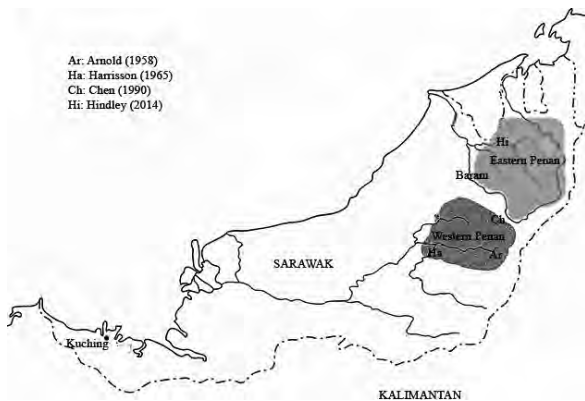 Ar: Arnold (1958)
Ha: Harrisson (1965)
Ch: Chen (1990)
Hi: Hindley (2014)
Hi
Eastern Penan
Baram
?
Ch
Western Penan
Ha
Ar
SARAWAK
Kuching
KALIMANTAN